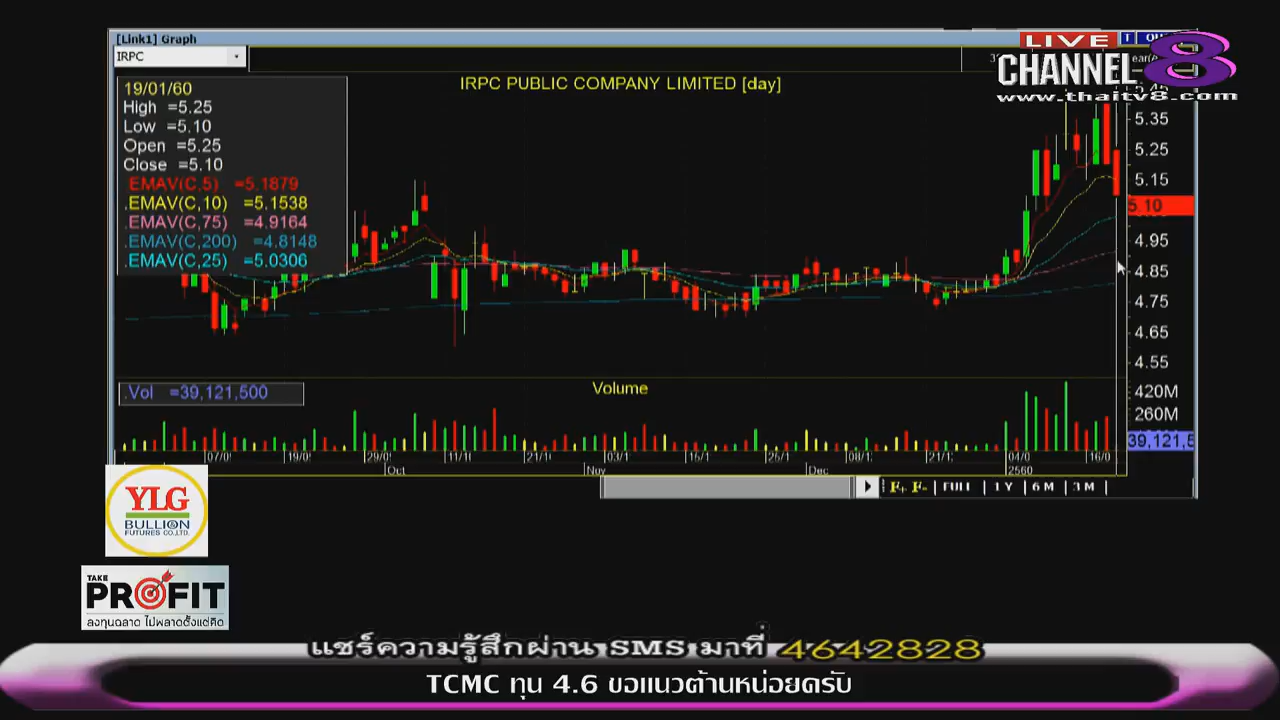 [Link1] Graph
LIVE
CHANNEL 8
www.thaitv8.com
IRPC
IRPC PUBLIC COMPANY LIMITED [day]
19/01/60
High =5.25
Low =5.10
Open =5.25
Close =5.10
.EMAV(C,5) =5.1879
.EMAV(C,10) =5.1538
.EMAV(C,75) =4.9164
.EMAV(C,200) =4.8148
.EMAV(C,25) =5.0306
5.35
5.25
5.15
5.10
4.95
4.85
4.75
4.65
4.55
.Vol =39,121,500
Volume
420M
260M
39,121,5
07/0 19/0 29/0 11/1 21/1 03/1 15/1 25/1 08/1 21/1 04/0 16/0
Oct Nov Dec 2560
F+ F- FULL 1 Y 6 M 3 M
YLG
BULLION
FUTURES CO.,LTD.
TAKE
PROFIT
ลงทุนฉลาด ไม่พลาดตั้งแต่คิด
แชร์ความรู้สึกผ่าน SMS มาที่ 4642828
TCMC ทุน 4.6 ขอแนวต้านหน่อยครับ